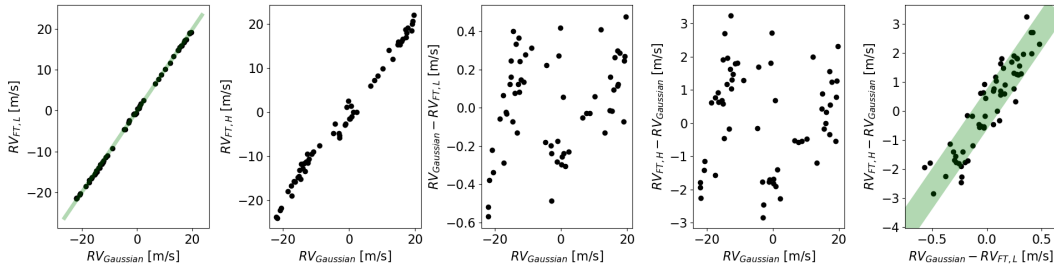 20
10
0
−10
−20
RV_{FT, L} [m/s]
−20 0 20
RV_{Gaussian} [m/s]
20
10
0
−10
−20
RV_{FT, H} [m/s]
−20 0 20
RV_{Gaussian} [m/s]
0.4
0.2
0.0
−0.2
−0.4
−0.6
RV_{Gaussian} − RV_{FT, L} [m/s]
−20 0 20
RV_{Gaussian} [m/s]
3
2
1
0
−1
−2
−3
RV_{FT, H} − RV_{Gaussian} [m/s]
−20 0 20
RV_{Gaussian} [m/s]
3
2
1
0
−1
−2
−3
−4
RV_{FT, H} − RV_{Gaussian} [m/s]
−0.5 0.0 0.5
RV_{Gaussian} − RV_{FT, L} [m/s]